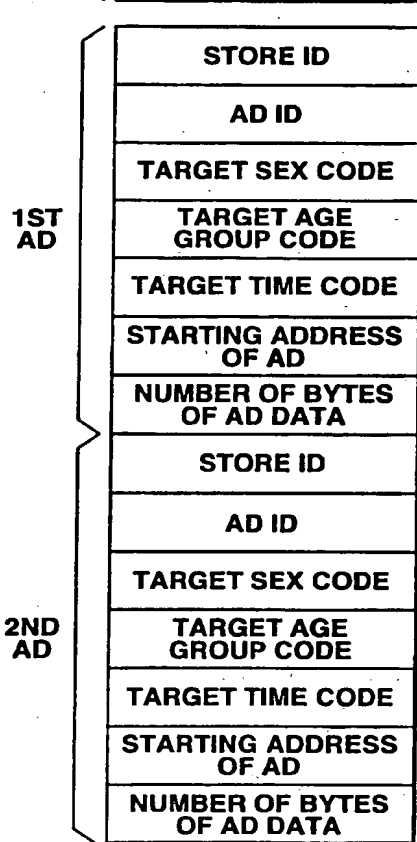 1ST
AD
STORE ID
AD ID
TARGET SEX CODE
TARGET AGE
GROUP CODE
TARGET TIME CODE
STARTING ADDRESS
OF AD
NUMBER OF BYTES
OF AD DATA
2ND
AD
STORE ID
AD ID
TARGET SEX CODE
TARGET AGE
GROUP CODE
TARGET TIME CODE
STARTING ADDRESS
OF AD
NUMBER OF BYTES
OF AD DATA